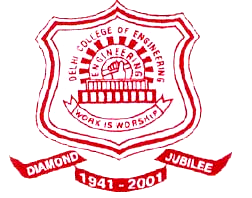 DELHI COLLEGE OF ENGINEERING
ENGINEERING
WORK IS WORSHIP
DIAMOND JUBILEE
1941 - 2001